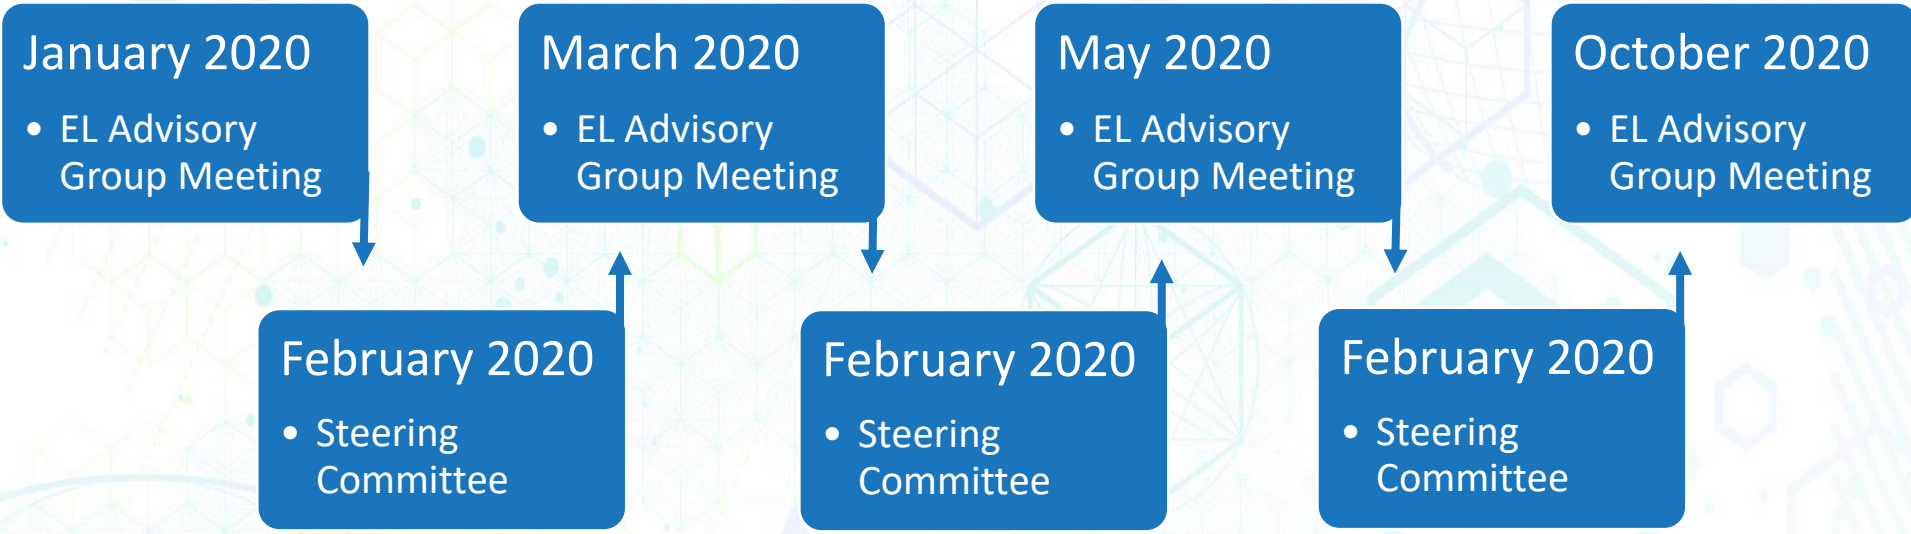 January 2020
• EL Advisory
Group Meeting
February 2020
• Steering
Committee
March 2020
• EL Advisory
Group Meeting
February 2020
• Steering
Committee
May 2020
• EL Advisory
Group Meeting
February 2020
• Steering
Committee
October 2020
• EL Advisory
Group Meeting